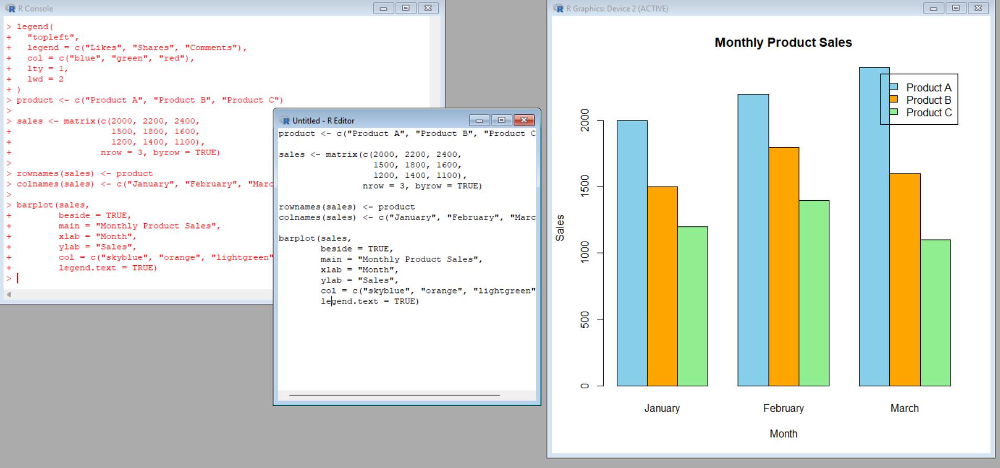 R Console
> legend(
+   "topleft",
+   legend = c("Likes", "Shares", "Comments"),
+   col = c("blue", "green", "red"),
+   lty = 1,
+   lwd = 2
+ )
> product <- c("Product A", "Product B", "Product C")
>
> sales <- matrix(c(2000, 2200, 2400,
+                   1500, 1800, 1600,
+                   1200, 1400, 1100),
+                 nrow = 3, byrow = TRUE)
>
> rownames(sales) <- product
> colnames(sales) <- c("January", "February", "Marc
>
> barplot(sales,
+         beside = TRUE,
+         main = "Monthly Product Sales",
+         xlab = "Month",
+         ylab = "Sales",
+         col = c("skyblue", "orange", "lightgreen"
+         legend.text = TRUE)
>
Untitled - R Editor
product <- c("Product A", "Product B", "Product C

sales <- matrix(c(2000, 2200, 2400,
                  1500, 1800, 1600,
                  1200, 1400, 1100),
                nrow = 3, byrow = TRUE)

rownames(sales) <- product
colnames(sales) <- c("January", "February", "Marc

barplot(sales,
        beside = TRUE,
        main = "Monthly Product Sales",
        xlab = "Month",
        ylab = "Sales",
        col = c("skyblue", "orange", "lightgreen"
        legend.text = TRUE)
R Graphics: Device 2 (ACTIVE)
Monthly Product Sales
Product A
Product B
Product C
2000
1500
1000
500
0
Sales
January February March
Month